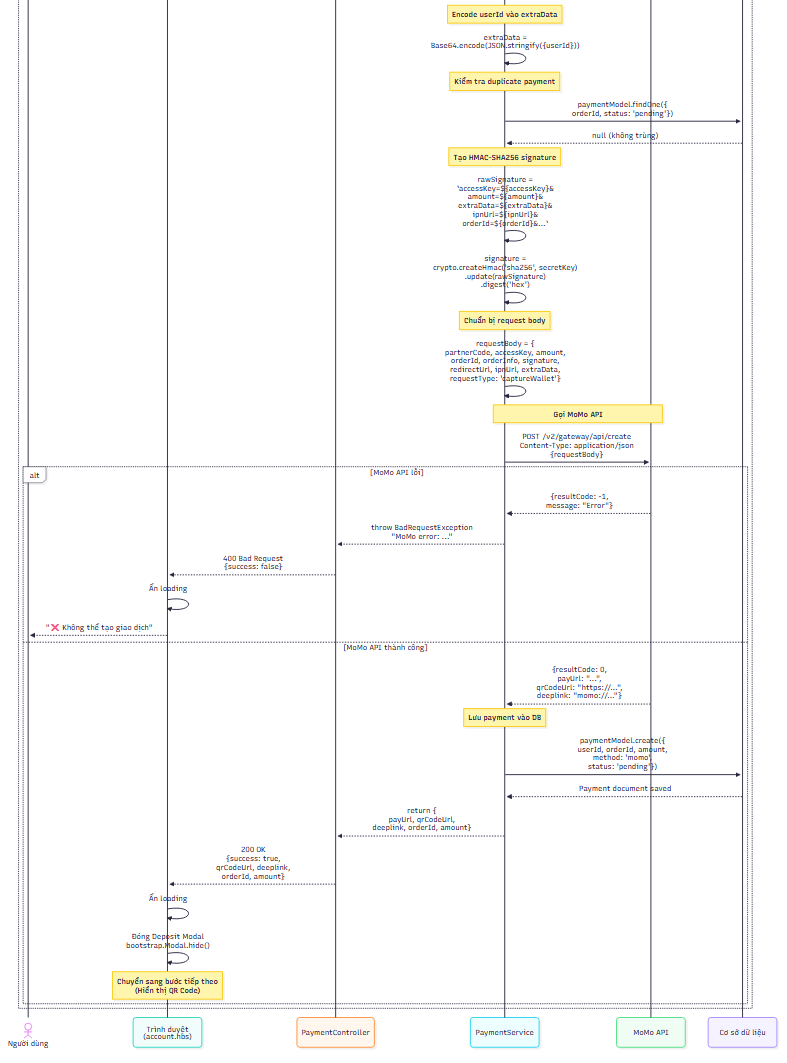 Encode userId vào extraData
extraData =
Base64.encode(JSON.stringify({userId}))
Kiểm tra duplicate payment
paymentModel.findOne({
orderId, status: 'pending'})
null (không trùng)
Tạo HMAC-SHA256 signature
rawSignature =
`accessKey=${accessKey}&
amount=${amount}&
extraData=${extraData}&
ipnUrl=${ipnUrl}&
orderId=${orderId}&...`
signature =
crypto.createHmac('sha256', secretKey)
.update(rawSignature)
.digest('hex')
Chuẩn bị request body
requestBody = {
partnerCode, accessKey, amount,
orderId, orderInfo, signature,
redirectUrl, ipnUrl, extraData,
requestType: 'captureWallet'}
Gọi MoMo API
POST /v2/gateway/api/create
Content-Type: application/json
{requestBody}
alt
[MoMo API lỗi]
{resultCode: -1,
message: "Error"}
throw BadRequestException
"MoMo error: ..."
400 Bad Request
{success: false}
Ẩn loading
"❌ Không thể tạo giao dịch"
[MoMo API thành công]
{resultCode: 0,
payUrl: "...",
qrCodeUrl: "https://...",
deeplink: "momo://..."}
Lưu payment vào DB
paymentModel.create({
userId, orderId, amount,
method: 'momo',
status: 'pending'})
Payment document saved
return {
payUrl, qrCodeUrl,
deeplink, orderId, amount}
200 OK
{success: true,
qrCodeUrl, deeplink,
orderId, amount}
Ẩn loading
Đóng Deposit Modal
bootstrap.Modal.hide()
Chuyển sang bước tiếp theo
(Hiển thị QR Code)
Người dùng
Trình duyệt
(account.hbs)
PaymentController
PaymentService
MoMo API
Cơ sở dữ liệu